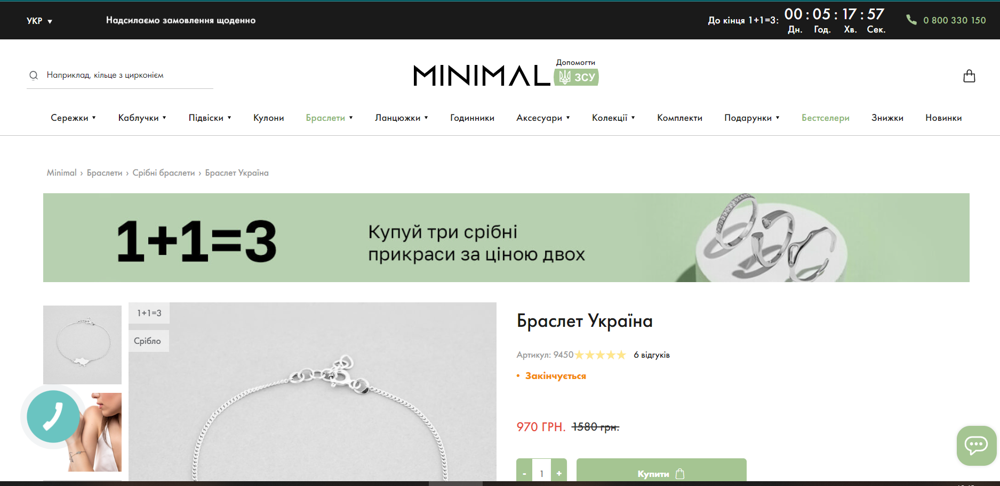 УКР ▼
Надсилаємо замовлення щоденно
До кінця 1+1=3:
00 : 05 : 17 : 57
Дн. Год. Хв. Сек.
0 800 330 150
Наприклад, кільце з цирконієм
MINIMAL
Допомогти
ЗСУ
Сережки ▼ Каблучки ▼ Підвіски ▼ Кулони Браслети ▼ Ланцюжки ▼ Годинники Аксесуари ▼ Колекції ▼ Комплекти Подарунки ▼ Бестселери Знижки Новинки
Minimal › Браслети › Срібні браслети › Браслет Україна
1+1=3
Купуй три срібні
прикраси за ціною двох
1+1=3
Срібло
Браслет Україна
Артикул: 9450 ★★★★★ 6 відгуків
• Закінчується
970 ГРН. 1580 грн.
- 1 +
Купити